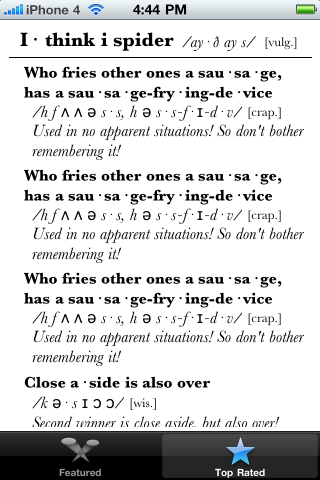 iPhone 4 4:44 PM
I· think i spider /ay · ð ay s/ [vulg.]
Who fries other ones a sau·sa·ge,
has a sau·sa·ge-fry·ing-de·vice
/h f ʌ ʌ ə s · s, h ə s · s-f · ɪ-d · v/ [crap.]
Used in no apparent situations! So don't bother
remembering it!
Who fries other ones a sau·sa·ge,
has a sau·sa·ge-fry·ing-de·vice
/h f ʌ ʌ ə s · s, h ə s · s-f · ɪ-d · v/ [crap.]
Used in no apparent situations! So don't bother
remembering it!
Who fries other ones a sau·sa·ge,
has a sau·sa·ge-fry·ing-de·vice
/h f ʌ ʌ ə s · s, h ə s · s-f · ɪ-d · v/ [crap.]
Used in no apparent situations! So don't bother
remembering it!
Close a·side is also over
/k ə · s ɪ ɔ ɔ/ [wis.]
Second winner is close aside, but also over!
Featured Top Rated